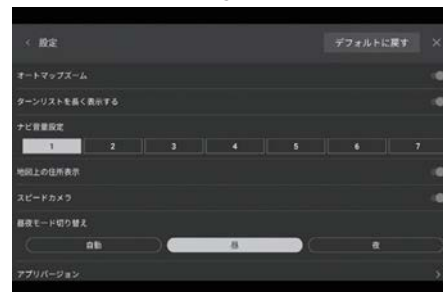 < 設定
デフォルトに戻す ×
オートマップズーム
ターンリストを長く表示する
ナビ音量設定
1 2 3 4 5 6 7
地図上の住所表示
スピードカメラ
昼夜モード切り替え
自動 昼 夜
アプリバージョン >